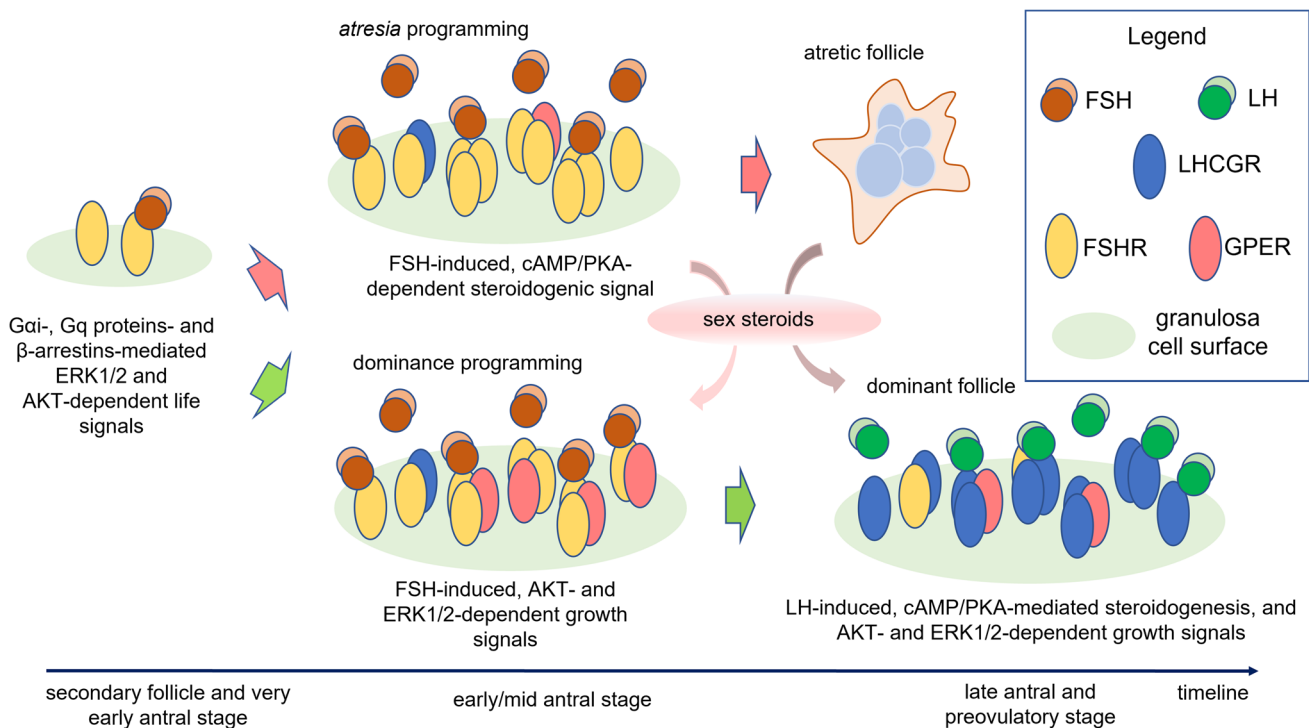 atresia programming
atretic follicle
Legend
FSH
LH
LHCGR
FSHR
GPER
granulosa
cell surface
FSH-induced, cAMP/PKA-
dependent steroidogenic signal
sex steroids
Gαi-, Gq proteins- and
β-arrestins-mediated
ERK1/2 and
AKT-dependent life
signals
dominance programming
dominant follicle
FSH-induced, AKT- and
ERK1/2-dependent growth
signals
LH-induced, cAMP/PKA-mediated steroidogenesis, and
AKT- and ERK1/2-dependent growth signals
secondary follicle and very
early antral stage
early/mid antral stage
late antral and
preovulatory stage
timeline